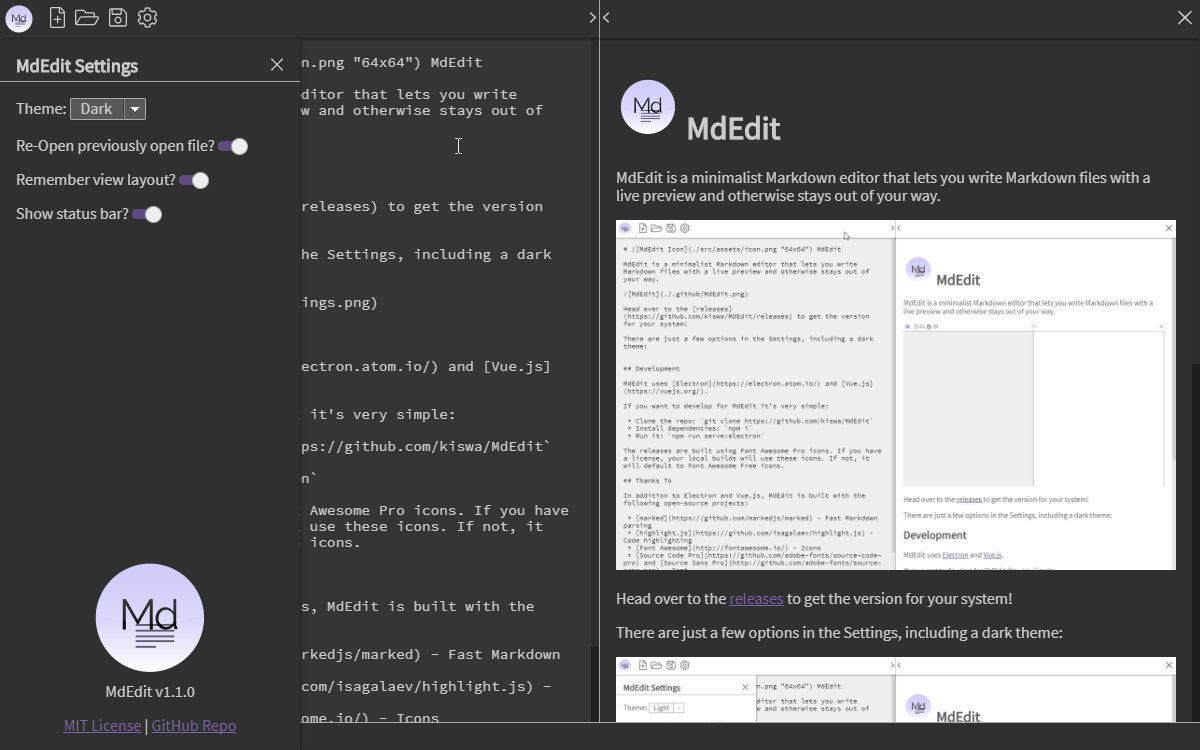 Md
MdEdit Settings
Theme: Dark
Re-Open previously open file?
Remember view layout?
Show status bar?
Md
MdEdit v1.1.0
MIT License | GitHub Repo
n.png "64x64") MdEdit
ditor that lets you write
w and otherwise stays out of
releases) to get the version
he Settings, including a dark
ings.png)
ectron.atom.io/) and [Vue.js]
it's very simple:
ps://github.com/kiswa/MdEdit`
n`
Awesome Pro icons. If you have
use these icons. If not, it
icons.
s, MdEdit is built with the
rkedjs/marked) – Fast Markdown
com/isagalaev/highlight.js) –
ome.io/) – Icons
Md MdEdit
MdEdit is a minimalist Markdown editor that lets you write Markdown files with a
live preview and otherwise stays out of your way.
# ![MdEdit Icon](./src/assets/icon.png "64x64") MdEdit
MdEdit is a minimalist Markdown editor that lets you write
Markdown files with a live preview and otherwise stays out of
your way.
![MdEdit](./.github/MdEdit.png)
Head over to the [releases]
(https://github.com/kiswa/MdEdit/releases) to get the version
for your system!
There are just a few options in the Settings, including a dark
theme:
## Development
MdEdit uses [Electron](https://electron.atom.io/) and [Vue.js]
(https://vuejs.org/).
If you want to develop for MdEdit it's very simple:
* Clone the repo: `git clone https://github.com/kiswa/MdEdit`
* Install dependencies: `npm i`
* Run it: `npm run serve:electron`
The releases are built using Font Awesome Pro icons. If you have
a license, your local builds will use these icons. If not, it
will default to Font Awesome Free icons.
## Thanks To
In addition to Electron and Vue.js, MdEdit is built with the
following open-source projects:
* [marked](https://github.com/markedjs/marked) – Fast Markdown
parsing
* [highlight.js](https://github.com/isagalaev/highlight.js) –
Code highlighting
* [Font Awesome](http://fontawesome.io/) – Icons
* [Source Code Pro](https://github.com/adobe-fonts/source-code-
pro) and [Source Sans Pro](http://github.com/adobe-fonts/source-
Md MdEdit
MdEdit is a minimalist Markdown editor that lets you write Markdown files with a
live preview and otherwise stays out of your way.
Head over to the releases to get the version for your system!
There are just a few options in the Settings, including a dark theme:
Development
MdEdit uses Electron and Vue.js.
Head over to the releases to get the version for your system!
There are just a few options in the Settings, including a dark theme:
MdEdit Settings
Theme: Light
n.png "64x64") MdEdit
ditor that lets you write
w and otherwise stays out of
Md MdEdit